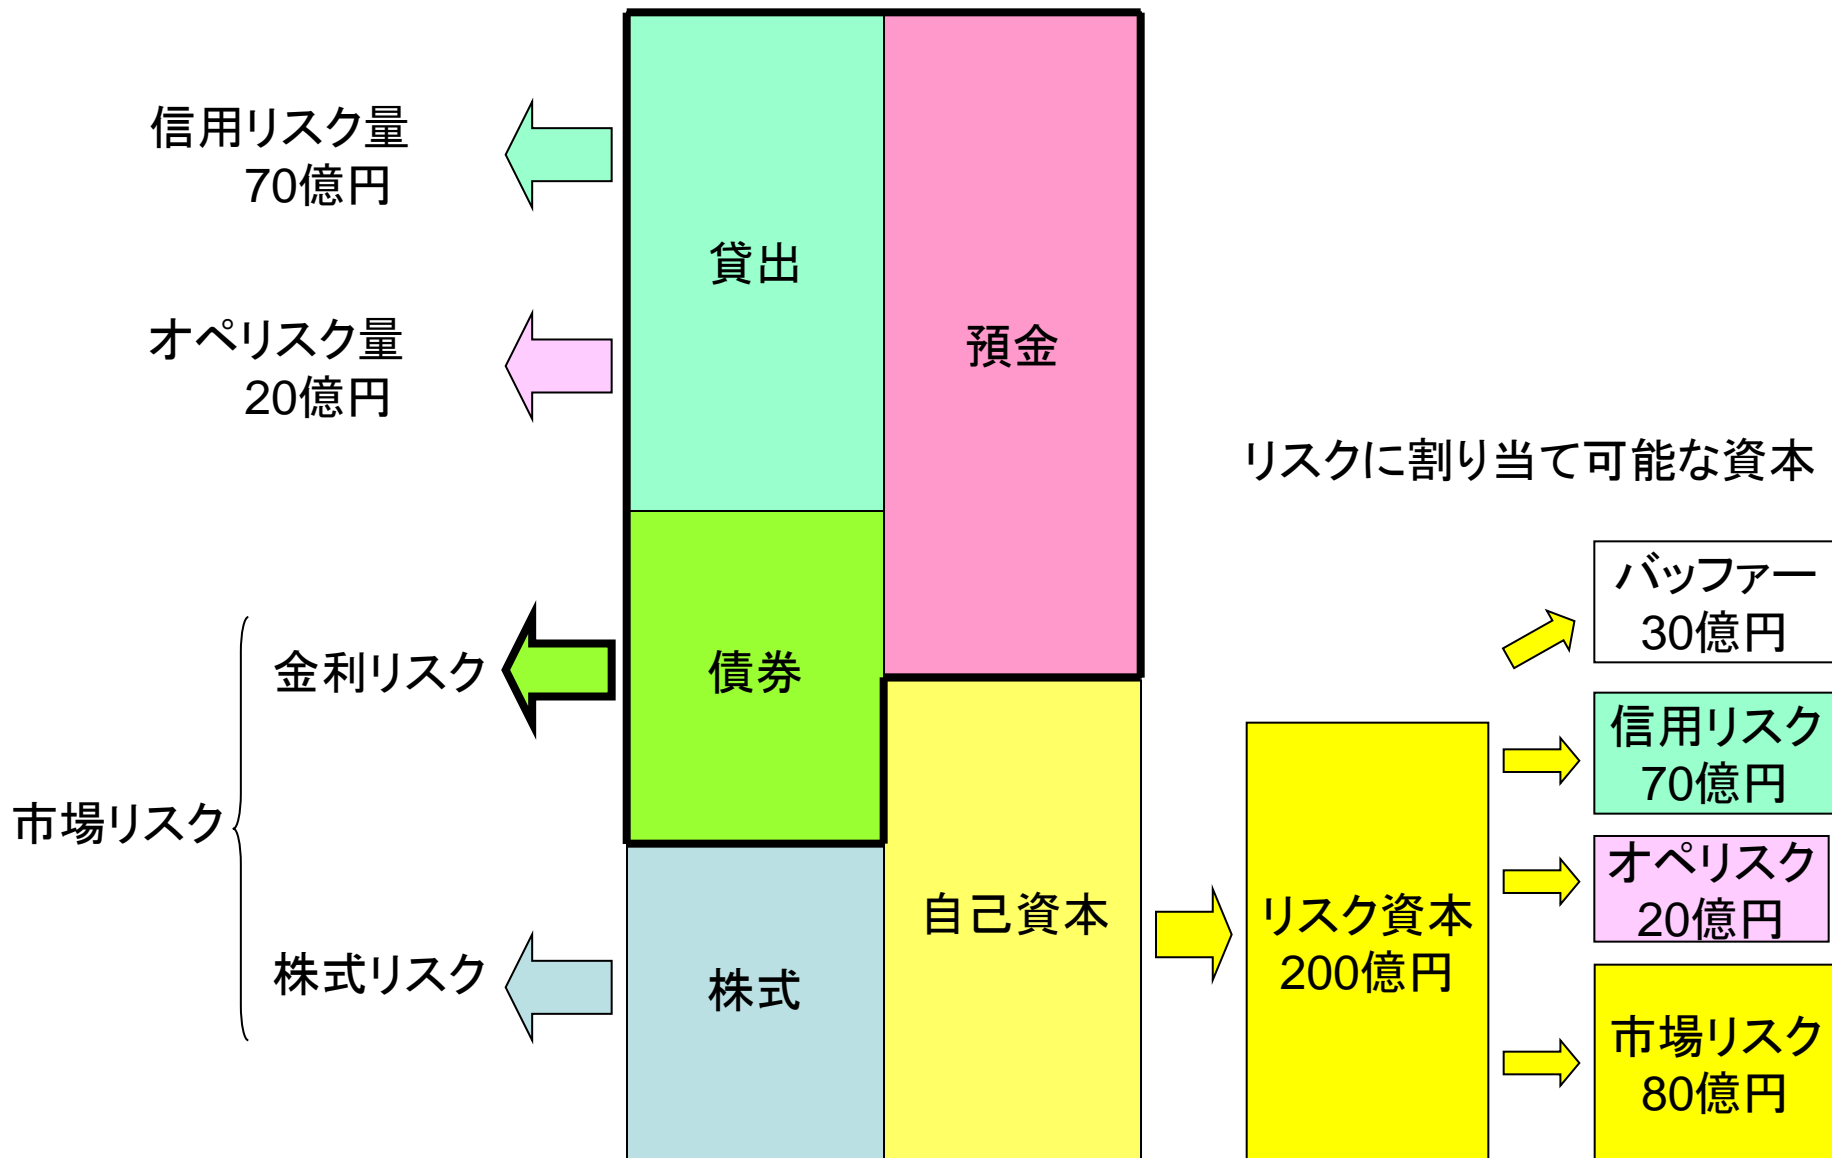 信用リスク量
70億円
オペリスク量
20億円
市場リスク
金利リスク
株式リスク
貸出
債券
株式
預金
自己資本
リスクに割り当て可能な資本
リスク資本
200億円
バッファー
30億円
信用リスク
70億円
オペリスク
20億円
市場リスク
80億円